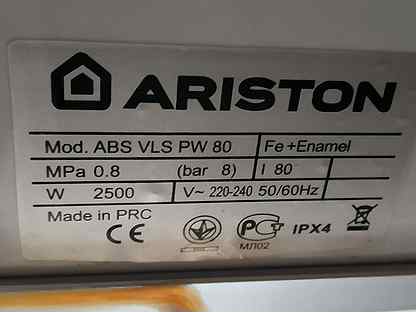 ARISTON
Mod. ABS VLS PW 80 Fe+Enamel
MPa 0.8 (bar 8) l 80
W 2500 V~ 220-240 50/60Hz
Made in PRC
CE РСТ IPX4
МЛ02